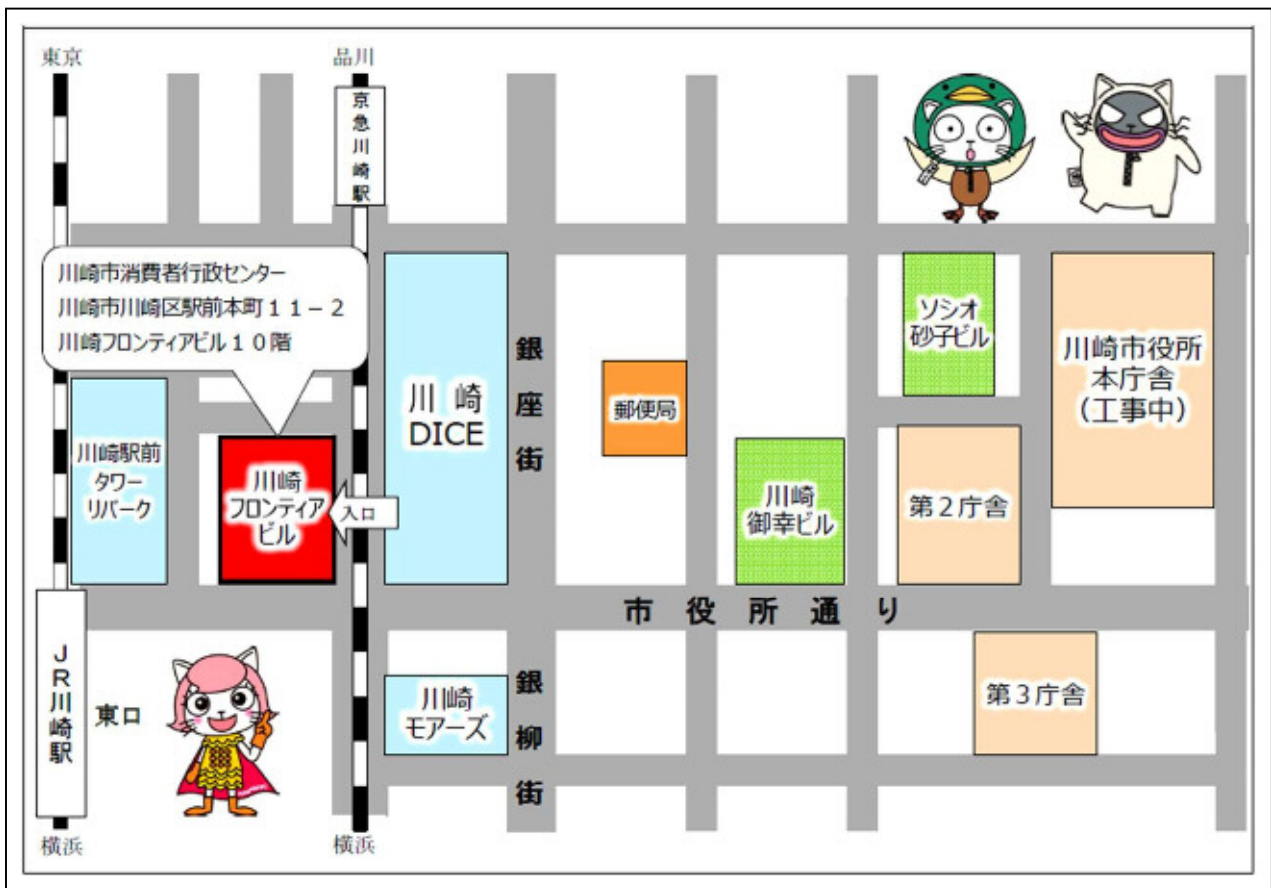 東京
品川
京急川崎駅
川崎市消費者行政センター
川崎市川崎区駅前本町11-2
川崎フロンティアビル10階
川崎駅前
タワー
リバーク
川崎
フロンティア
ビル
入口
川崎
DICE
銀座街
郵便局
川崎
御幸ビル
ソシオ
砂子ビル
第2庁舎
川崎市役所
本庁舎
(工事中)
市役所通り
JR川崎駅
東口
川崎
モアーズ
銀柳街
第3庁舎
横浜
横浜